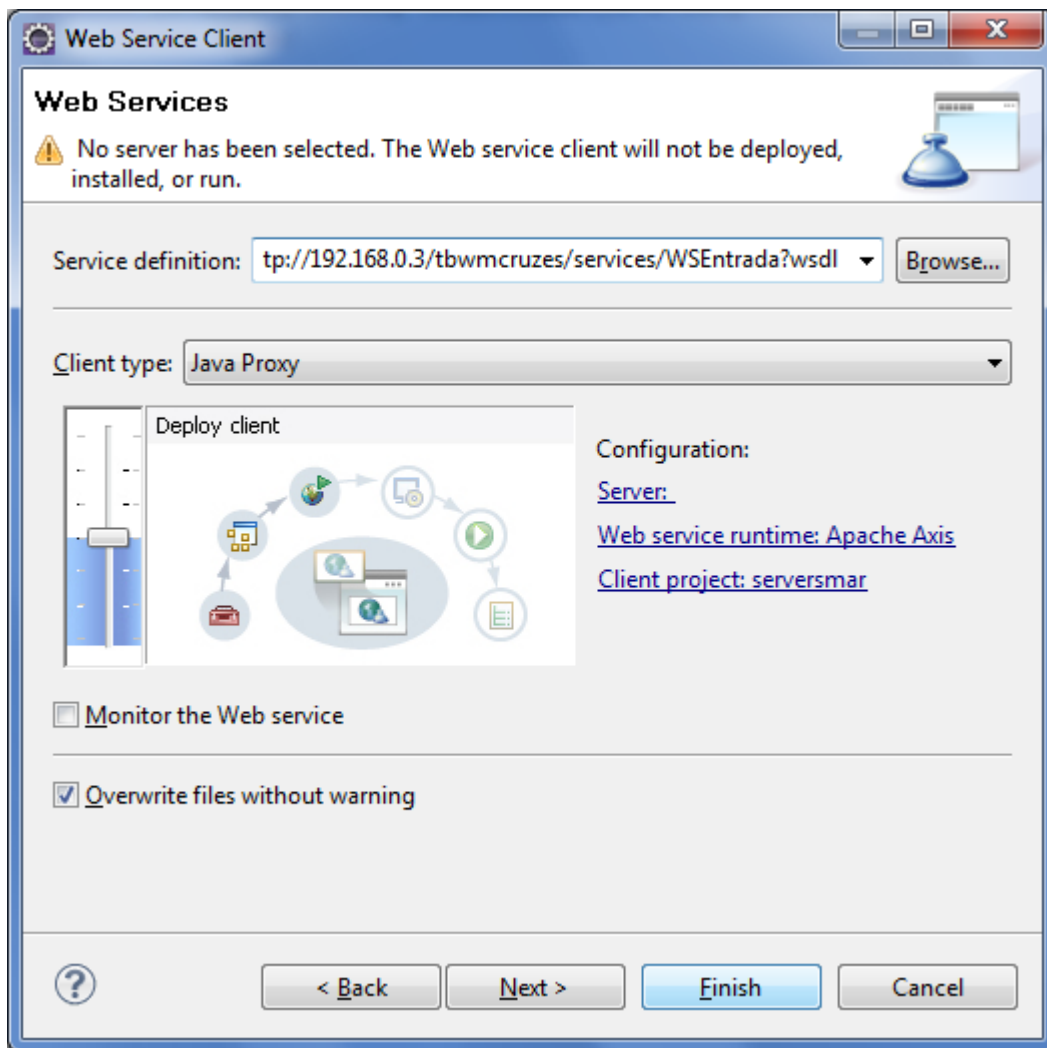 Web Service Client
Web Services
No server has been selected. The Web service client will not be deployed,
installed, or run.
Service definition: tp://192.168.0.3/tbwmcruzes/services/WSEntrada?wsdl Browse...
Client type: Java Proxy
Deploy client
Configuration:
Server:
Web service runtime: Apache Axis
Client project: serversmar
Monitor the Web service
Overwrite files without warning
< Back Next > Finish Cancel